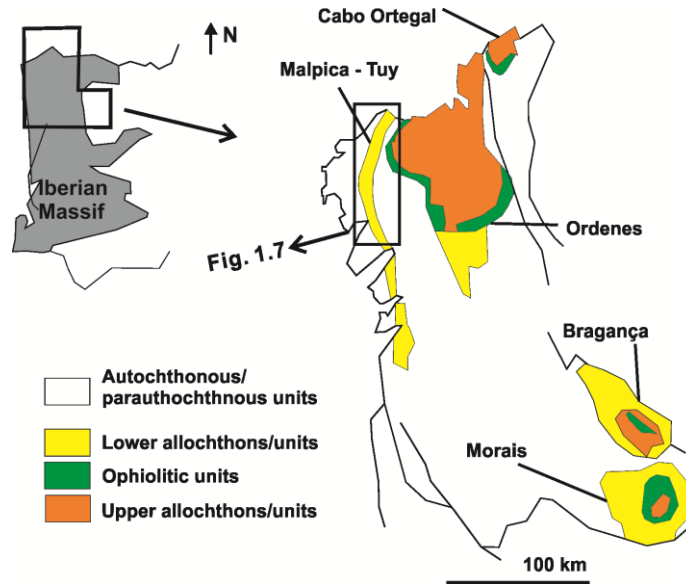 Cabo Ortegal
N
Malpica - Tuy
Iberian
Massif
Fig. 1.7
Ordenes
Bragança
Autochthonous/
parauthochthnous units
Lower allochthons/units
Morais
Ophiolitic units
Upper allochthons/units
100 km